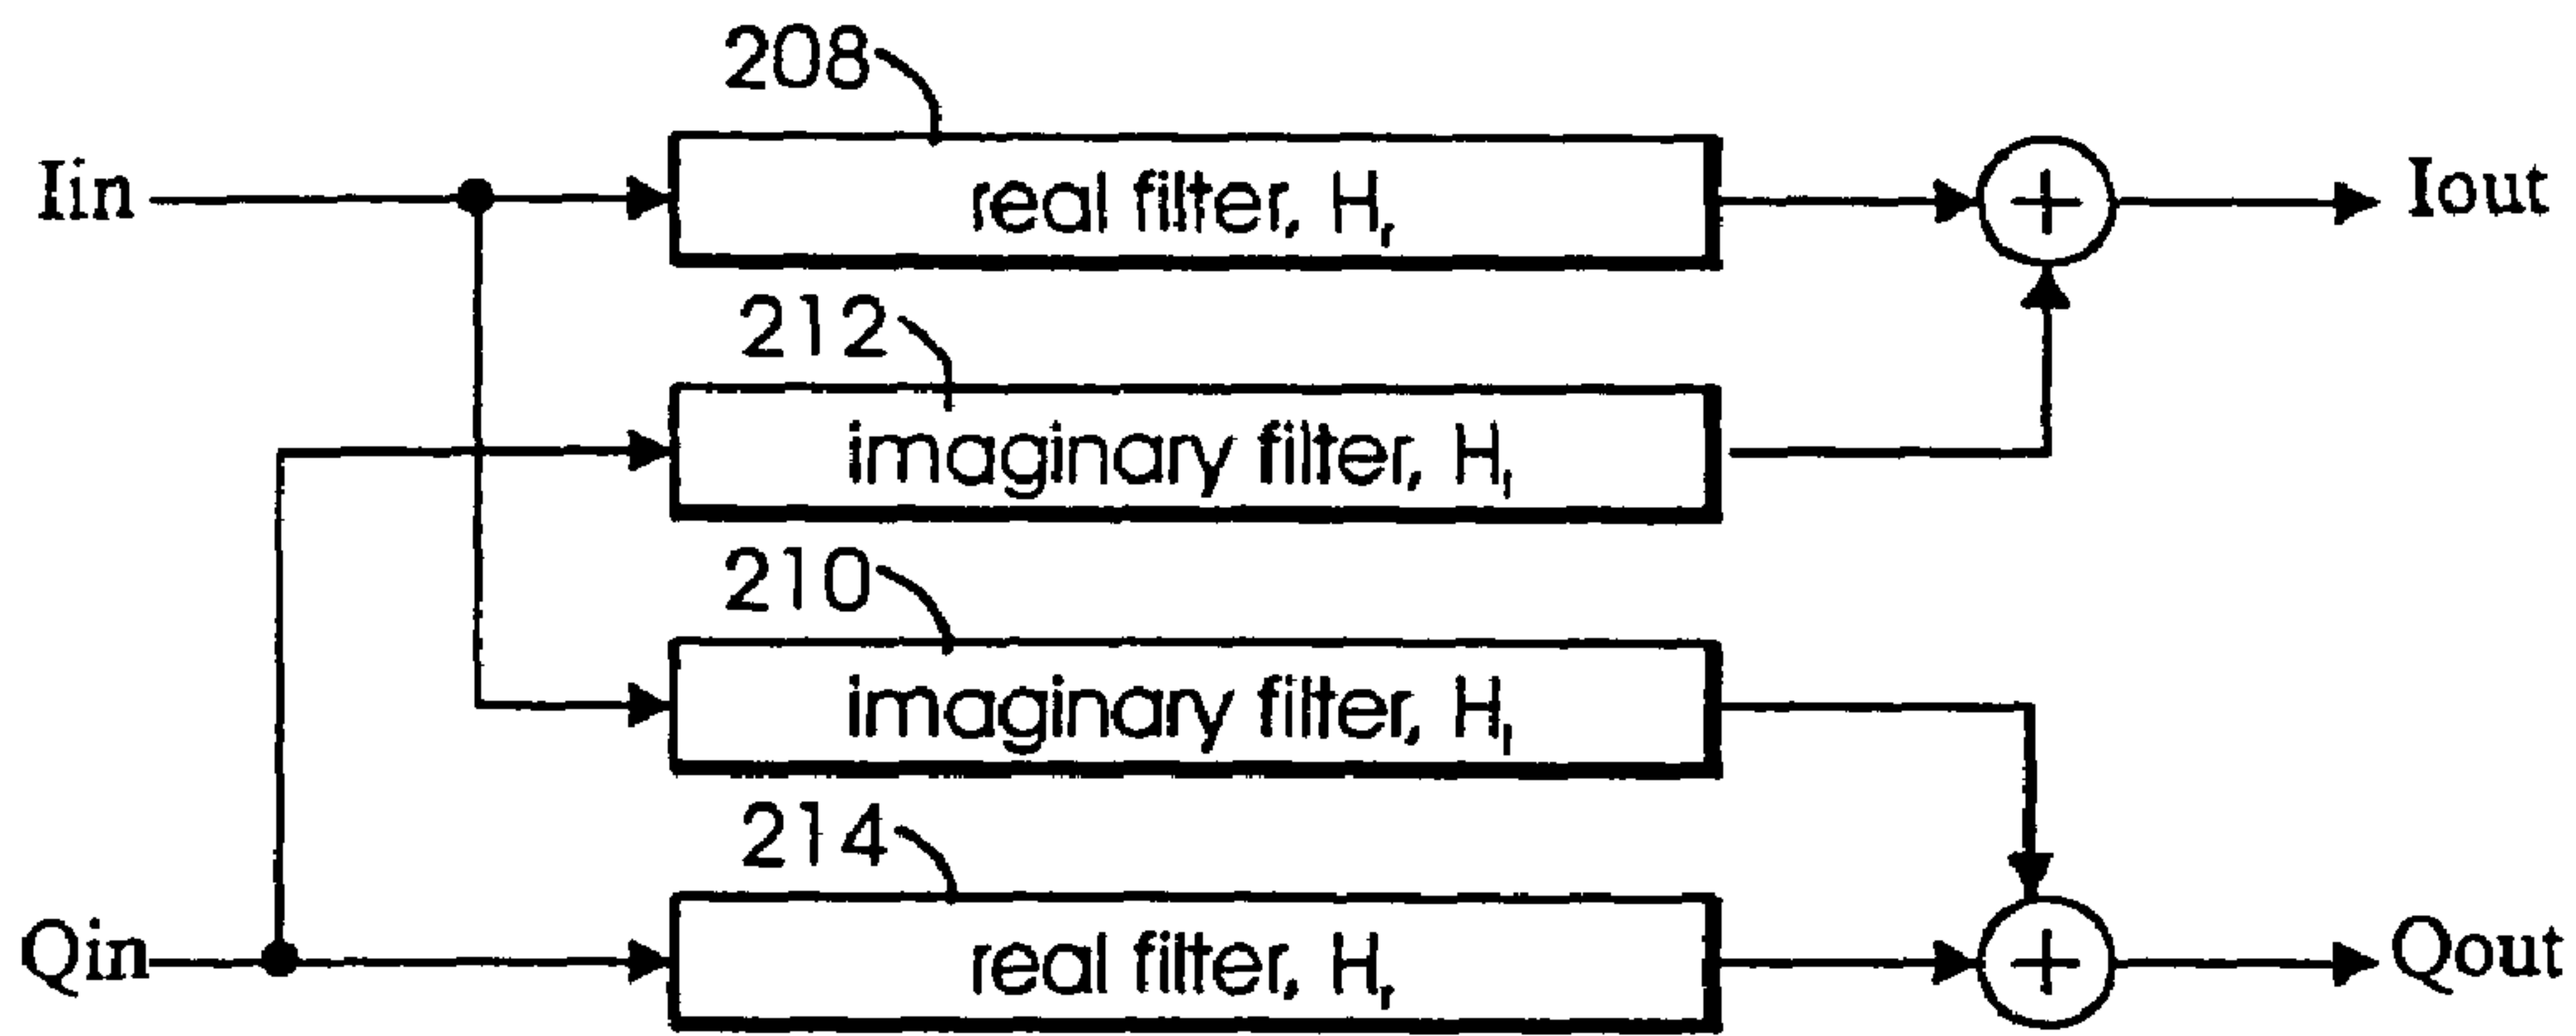 208
Iin
real filter, Hᵣ
Iout
212
imaginary filter, Hᵢ
210
imaginary filter, Hᵢ
214
Qin
real filter, Hᵣ
Qout